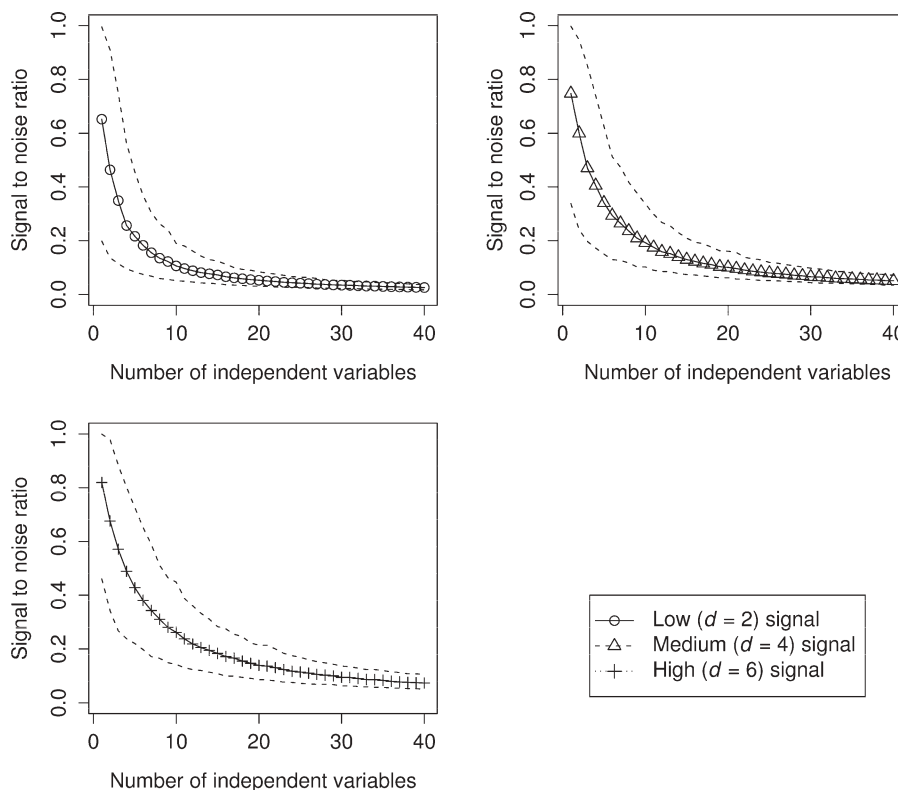 Signal to noise ratio
1.0
0.8
0.6
0.4
0.2
0.0
0 10 20 30 40
Number of independent variables
Signal to noise ratio
1.0
0.8
0.6
0.4
0.2
0.0
0 10 20 30 40
Number of independent variables
Signal to noise ratio
1.0
0.8
0.6
0.4
0.2
0.0
0 10 20 30 40
Number of independent variables
Low (d = 2) signal
Medium (d = 4) signal
High (d = 6) signal